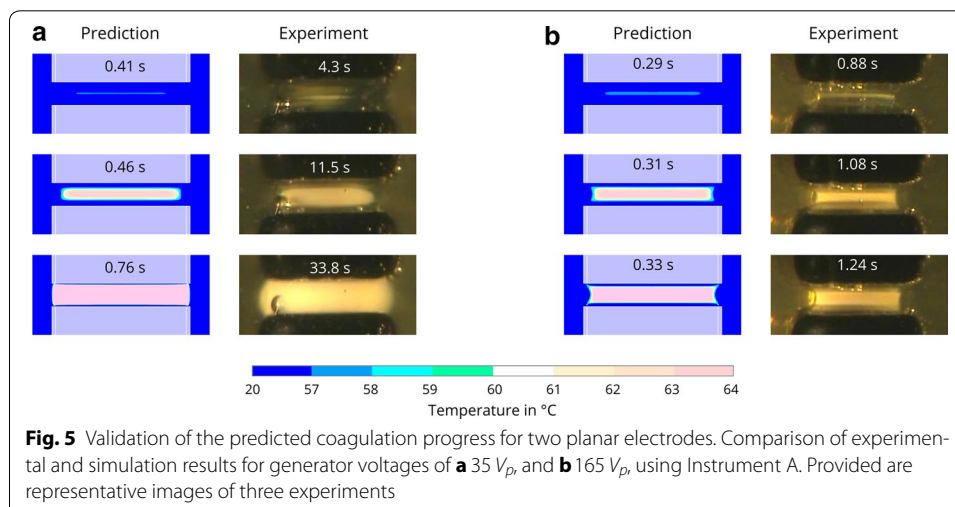 a Prediction Experiment b Prediction Experiment
0.41 s 4.3 s 0.29 s 0.88 s
0.46 s 11.5 s 0.31 s 1.08 s
0.76 s 33.8 s 0.33 s 1.24 s
20 57 58 59 60 61 62 63 64
Temperature in °C
Fig. 5 Validation of the predicted coagulation progress for two planar electrodes. Comparison of experimen-
tal and simulation results for generator voltages of a 35 Vp, and b 165 Vp, using Instrument A. Provided are
representative images of three experiments